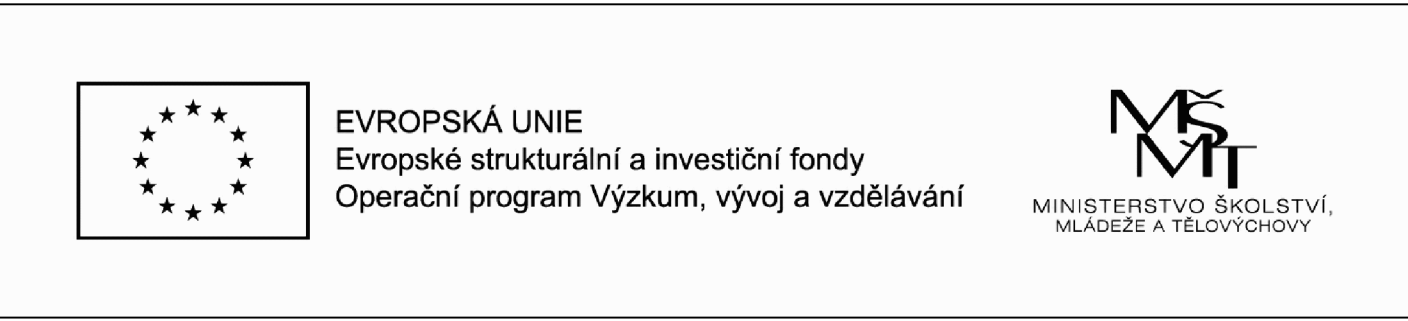 EVROPSKÁ UNIE
Evropské strukturální a investiční fondy
Operační program Výzkum, vývoj a vzdělávání
MŠMT
MINISTERSTVO ŠKOLSTVÍ,
MLÁDEŽE A TĚLOVÝCHOVY